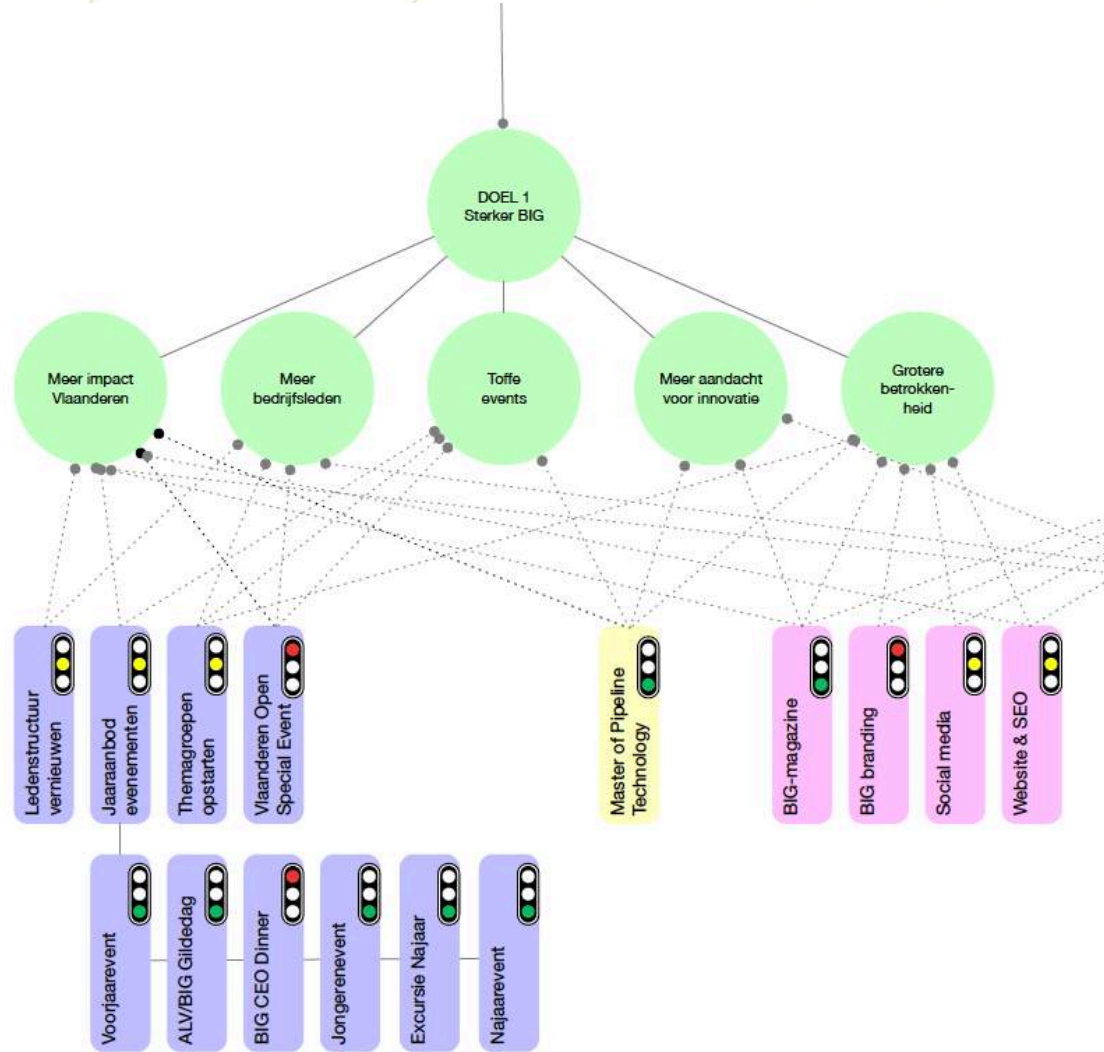 DOEL 1
Sterker BIG
Meer impact
Vlaanderen
Meer
bedrijfsleden
Toffe
events
Meer aandacht
voor innovatie
Grotere
betrokken-
heid
Ledenstructuur
vernieuwen
Jaaraanbod
evenementen
Themagroepen
opstarten
Vlaanderen Open
Special Event
Master of Pipeline
Technology
BIG-magazine
BIG branding
Social media
Website & SEO
Voorjaarevent
ALV/BIG Gildedag
BIG CEO Dinner
Jongerenevent
Excursie Najaar
Najaarevent